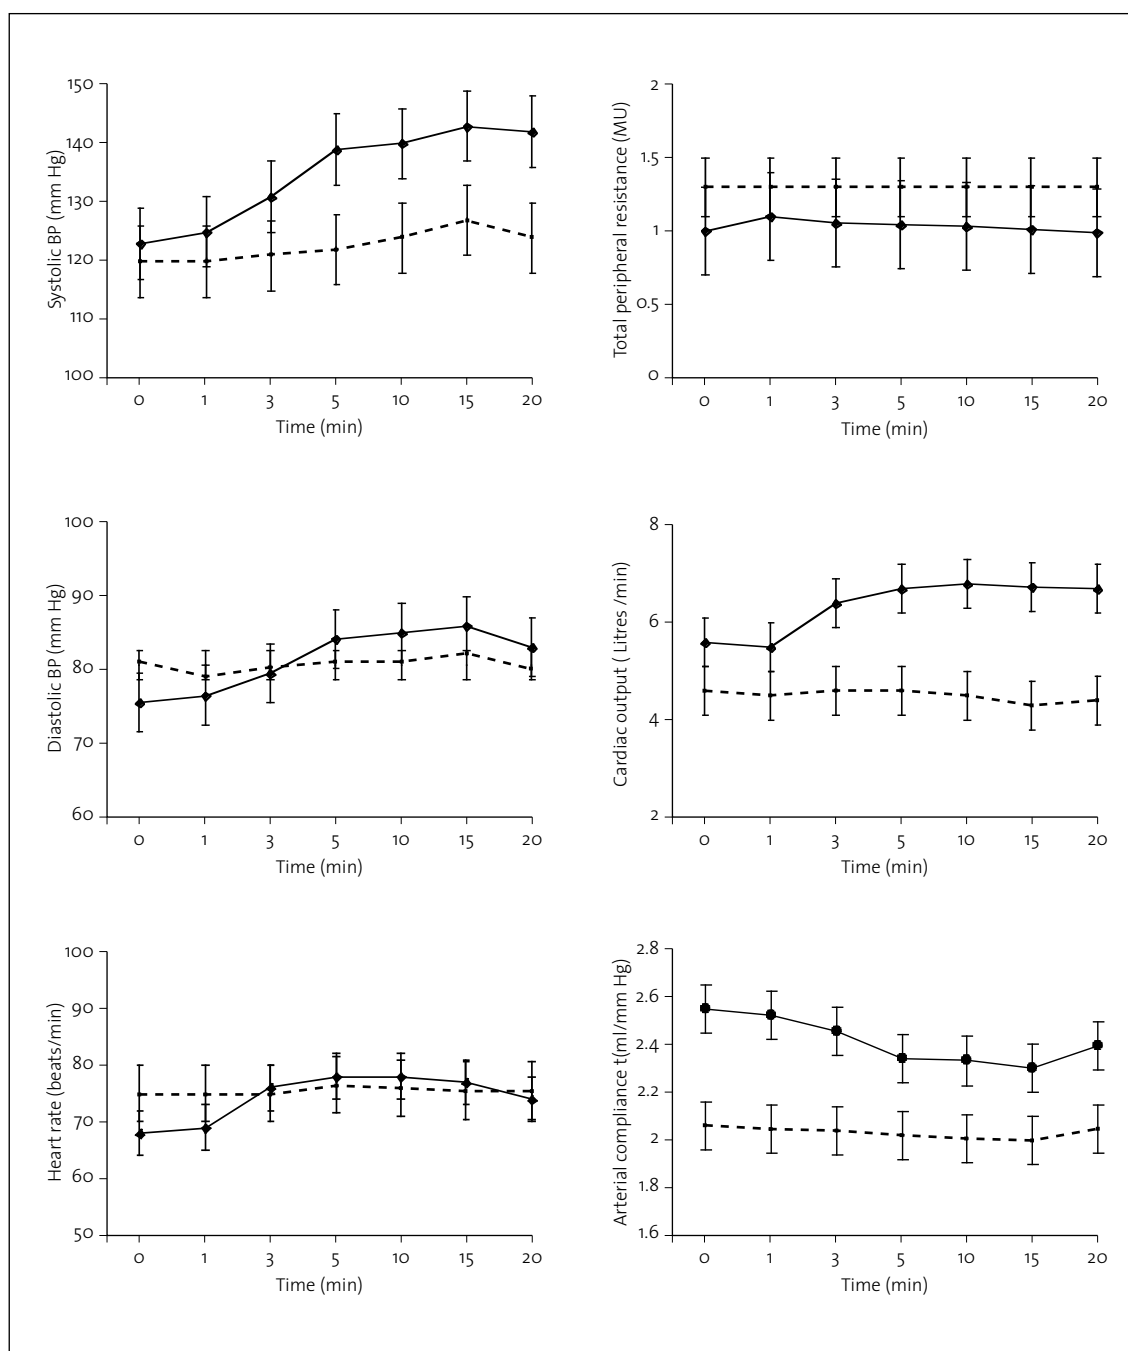 Systolic BP (mm Hg)
150
140
130
120
110
100
0 1 3 5 10 15 20
Time (min)
Total peripheral resistance (MU)
2
1.5
1
0.5
0
0 1 3 5 10 15 20
Time (min)
Diastolic BP (mm Hg)
100
90
80
70
60
0 1 3 5 10 15 20
Time (min)
Cardiac output ( Litres /min)
8
6
4
2
0 1 3 5 10 15 20
Time (min)
Heart rate (beats/min)
100
90
80
70
60
50
0 1 3 5 10 15 20
Time (min)
Arterial compliance t(ml/mm Hg)
2.8
2.6
2.4
2.2
2
1.8
1.6
0 1 3 5 10 15 20
Time (min)